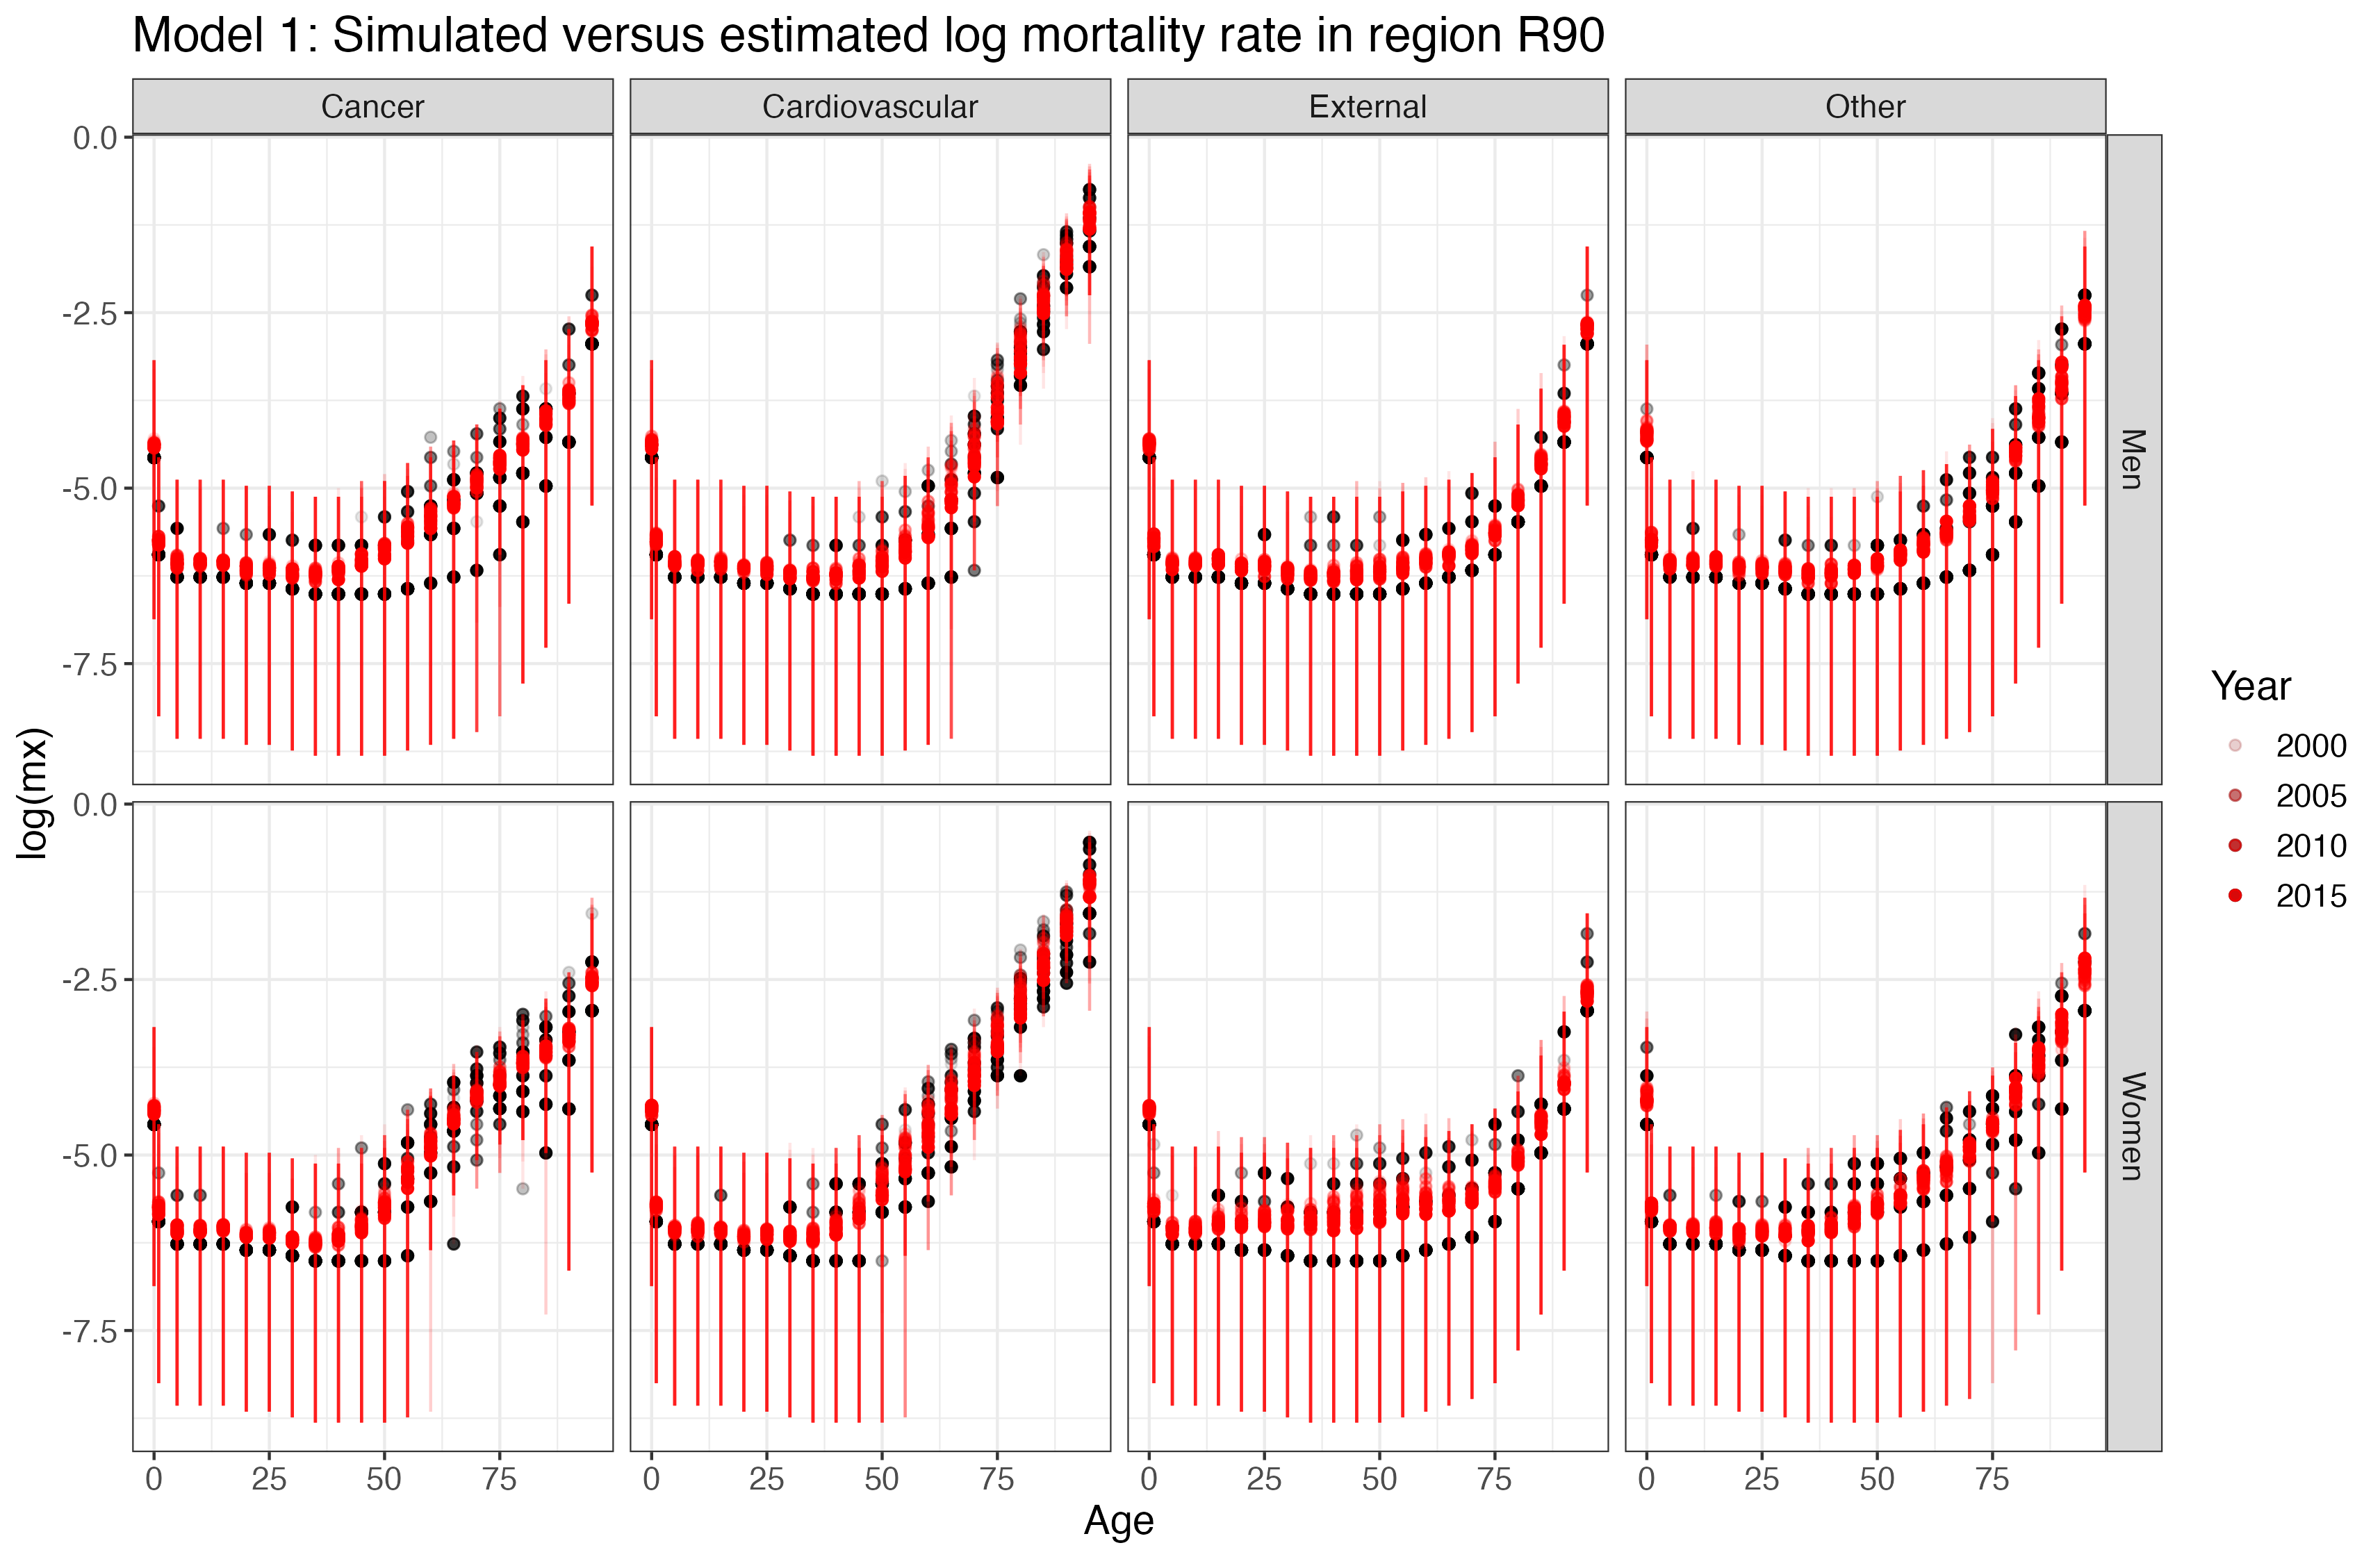 Model 1: Simulated versus estimated log mortality rate in region R90
Cancer
Cardiovascular
External
Other
0.0
-2.5
-5.0
-7.5
Men
0.0
-2.5
-5.0
-7.5
Women
log(mx)
0 25 50 75
0 25 50 75
0 25 50 75
0 25 50 75
Age
Year
2000
2005
2010
2015